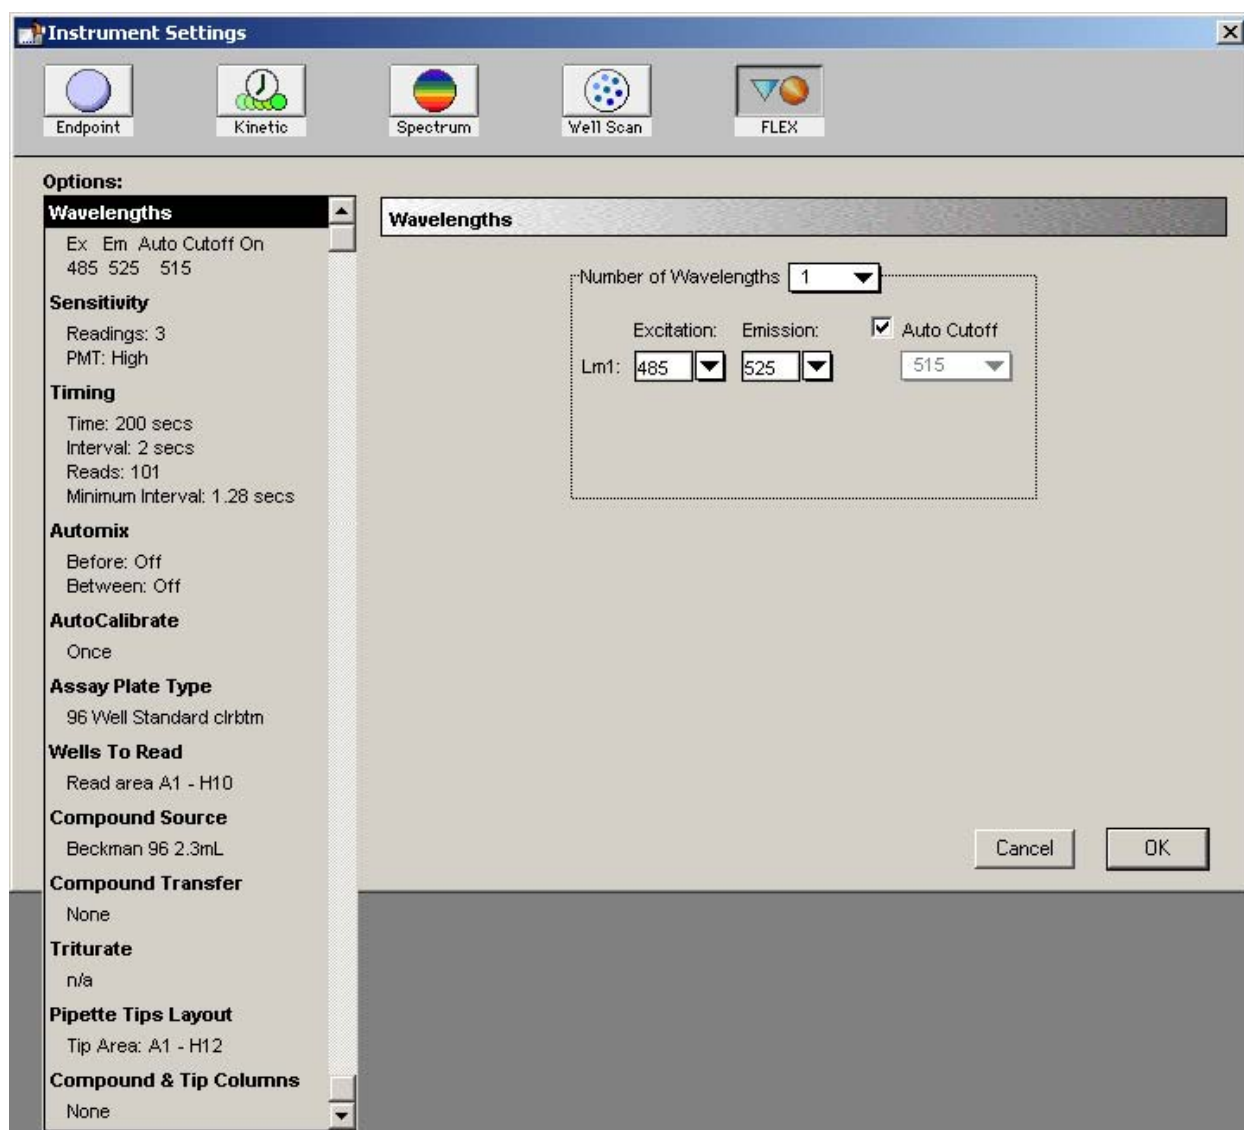 Instrument Settings
Endpoint Kinetic Spectrum Well Scan FLEX
Options:
Wavelengths
Ex Em Auto Cutoff On
485 525 515
Sensitivity
Readings: 3
PMT: High
Timing
Time: 200 secs
Interval: 2 secs
Reads: 101
Minimum Interval: 1.28 secs
Automix
Before: Off
Between: Off
AutoCalibrate
Once
Assay Plate Type
96 Well Standard clrbtm
Wells To Read
Read area A1 - H10
Compound Source
Beckman 96 2.3mL
Compound Transfer
None
Triturate
n/a
Pipette Tips Layout
Tip Area: A1 - H12
Compound & Tip Columns
None
Wavelengths
Number of Wavelengths 1
Excitation: Emission: Auto Cutoff
Lm1: 485 525 515
Cancel OK